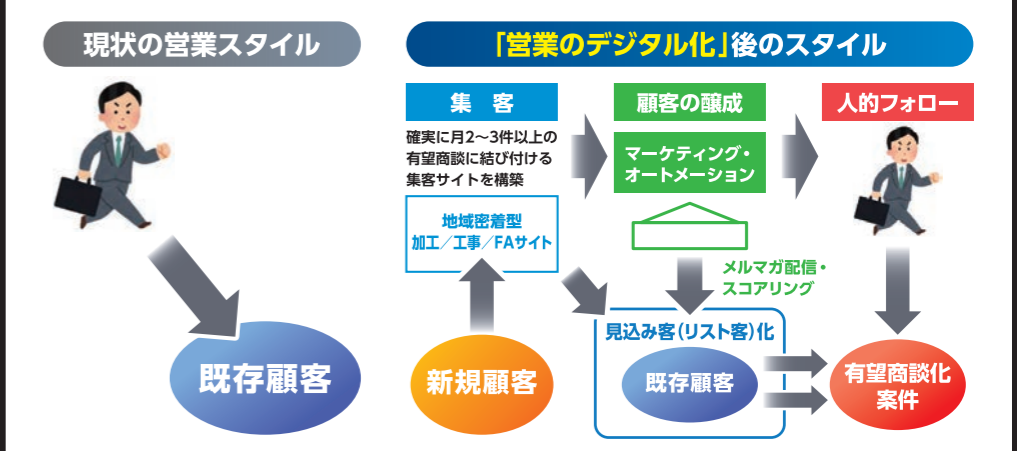 現状の営業スタイル
既存顧客
「営業のデジタル化」後のスタイル
集 客
確実に月2〜3件以上の
有望商談に結び付ける
集客サイトを構築
地域密着型
加工／工事／FAサイト
新規顧客
顧客の醸成
マーケティング・
オートメーション
メルマガ配信・
スコアリング
見込み客(リスト客)化
既存顧客
人的フォロー
有望商談化
案件